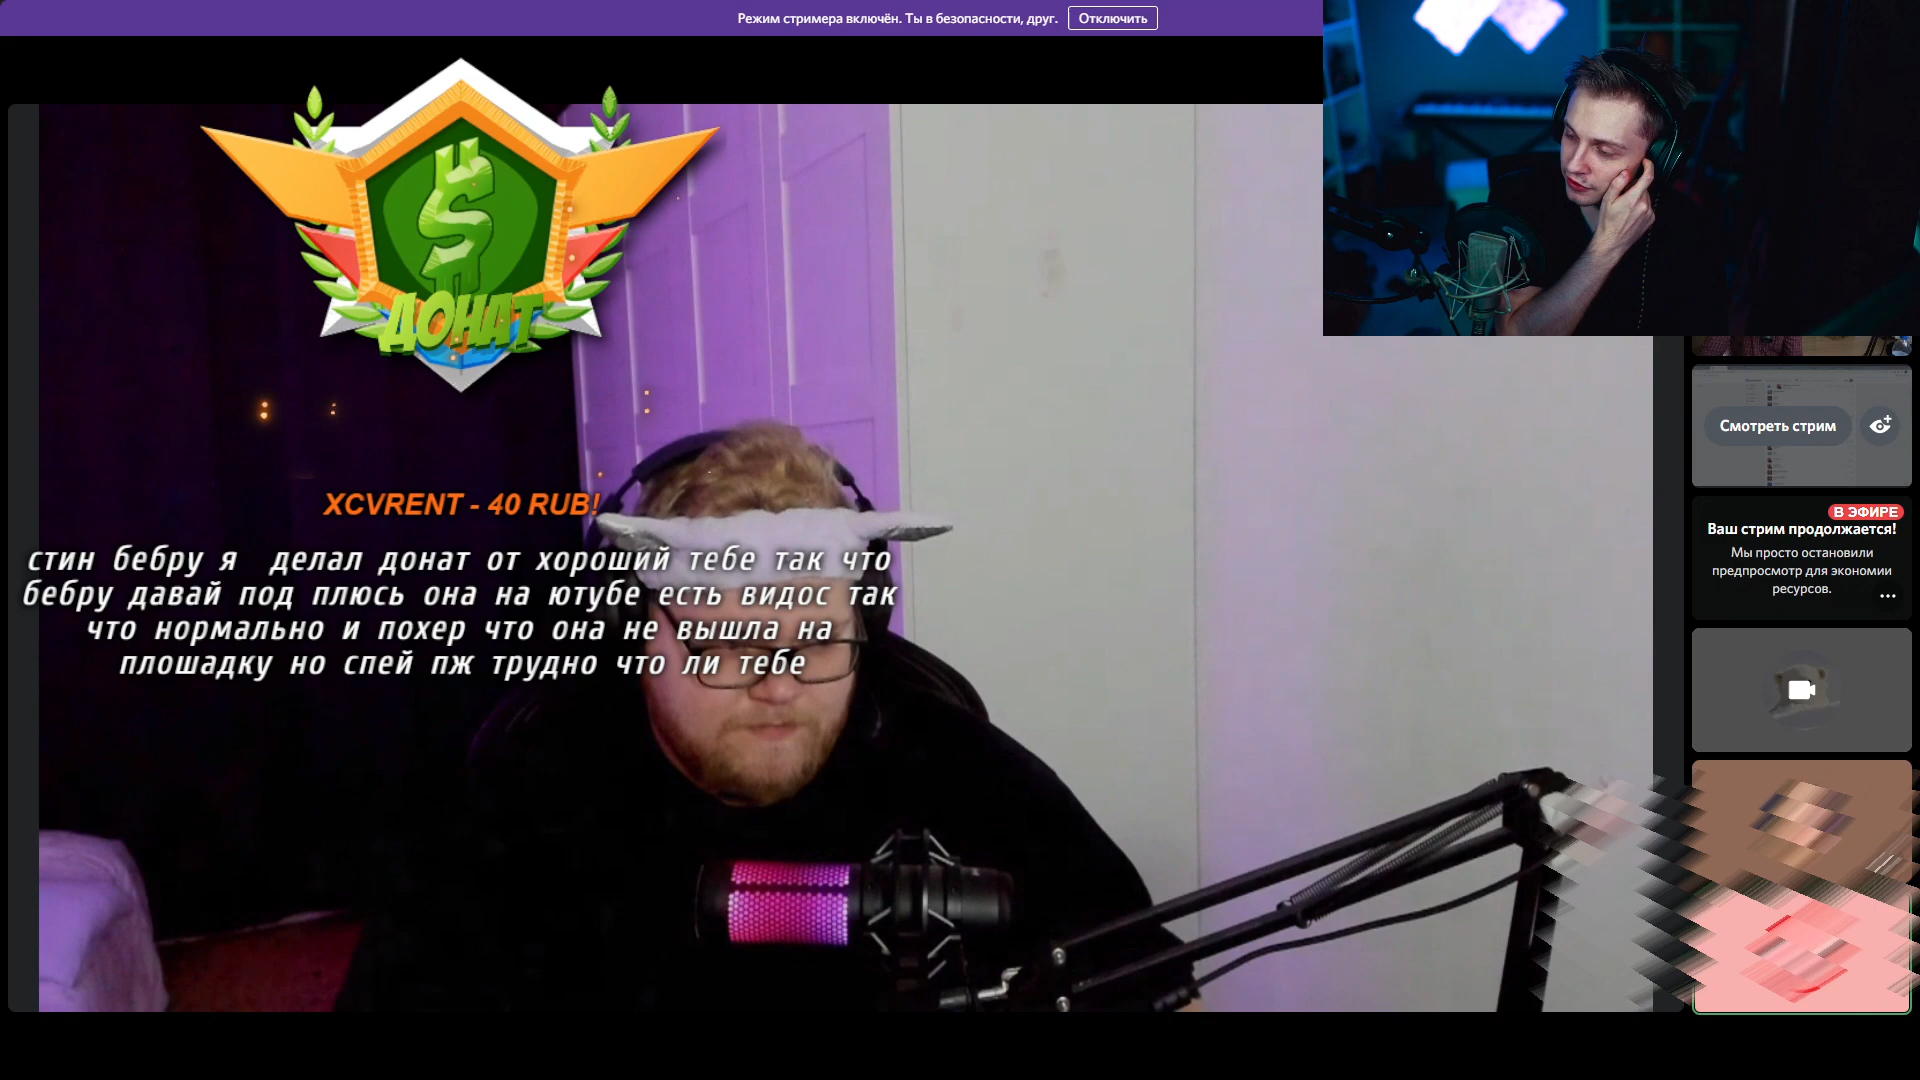 Режим стримера включён. Ты в безопасности, друг.
Отключить
ДОНАТ
XCVRENT - 40 RUB!
стин бебру я делал донат от хороший тебе так что
бебру давай под плюсь она на ютубе есть видос так
что нормально и похер что она не вышла на
плошадку но спей пж трудно что ли тебе
Смотреть стрим
В ЭФИРЕ
Ваш стрим продолжается!
Мы просто остановили
предпросмотр для экономии
ресурсов.